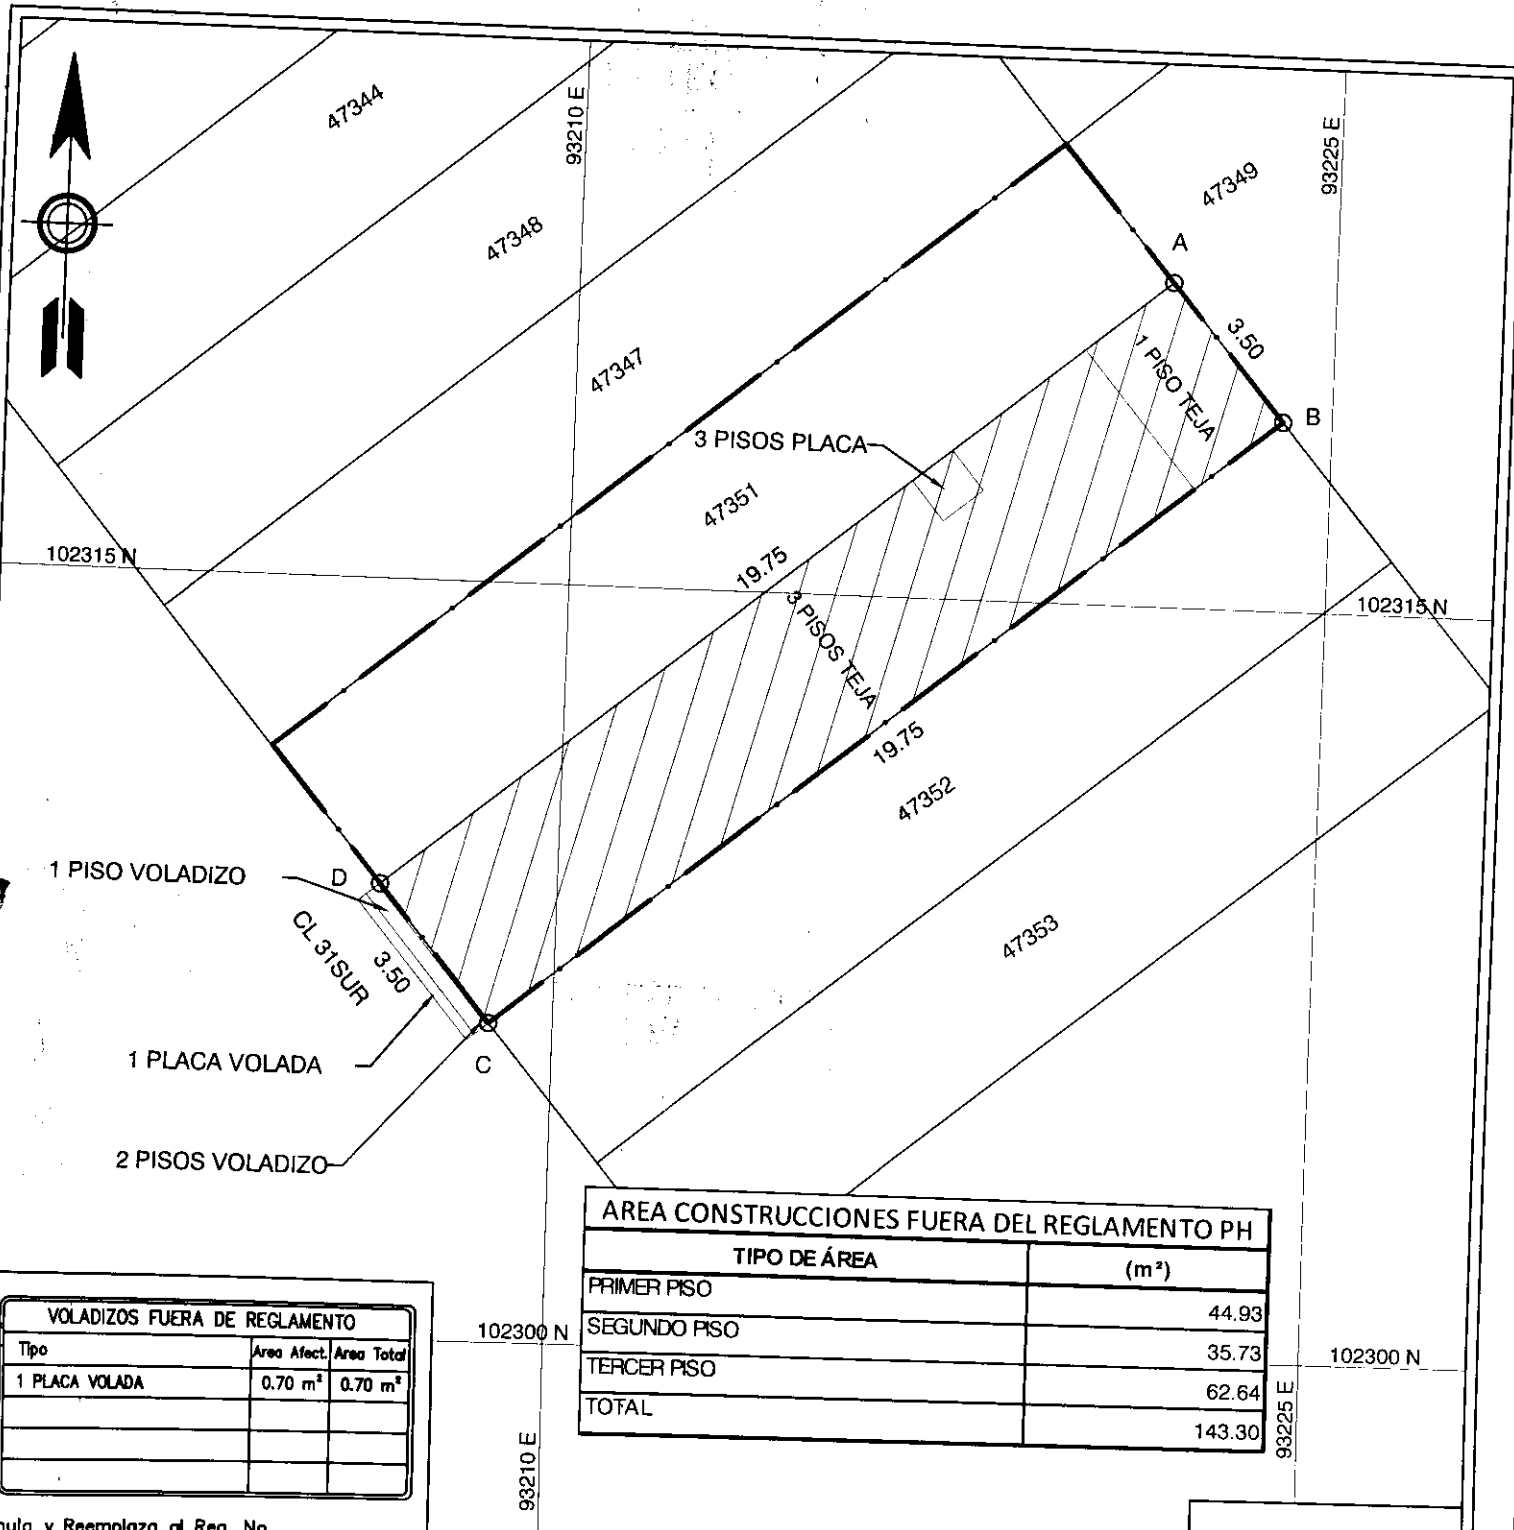 47344
93210 E
93225 E
47349
47348
A
3.50
47347
1 PISO TEJA
B
3 PISOS PLACA
47351
102315 N
19.75
3 PISOS TEJA
102315 N
19.75
47352
1 PISO VOLADIZO
D
CL 31SUR
3.50
47353
1 PLACA VOLADA
C
2 PISOS VOLADIZO
AREA CONSTRUCCIONES FUERA DEL REGLAMENTO PH
TIPO DE ÁREA (m²)
PRIMER PISO 44.93
SEGUNDO PISO 35.73
TERCER PISO 62.64
TOTAL 143.30
102300 N
102300 N
93210 E
93225 E
VOLADIZOS FUERA DE REGLAMENTO
Tipo Area Afect. Area Total
1 PLACA VOLADA 0.70 m² 0.70 m²
y Reemplaza al Reg. No